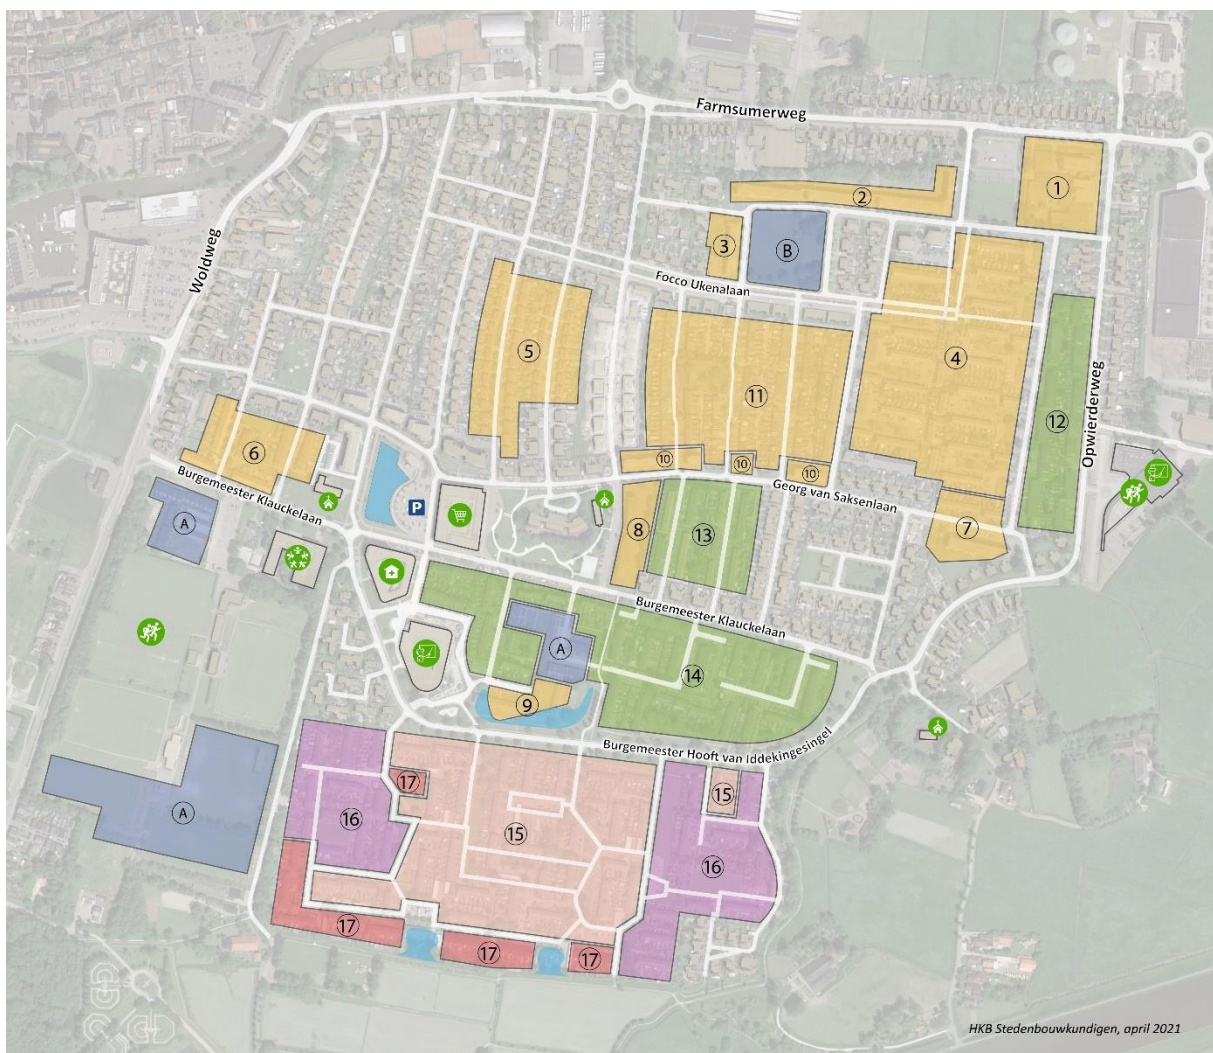 Farmsumerweg
1
2
3
B
Woldweg
Focco Ukenalaan
5
4
11
12
Opwierderweg
6
10
10
10
Burgemeester Klauckelaan
Georg van Saksenlaan
P
A
8
13
7
Burgemeester Klauckelaan
A
14
9
Burgemeester Hooft van Iddekingesingel
17
15
16
15
A
16
17
17
17
HKB Stedenbouwkundigen, april 2021